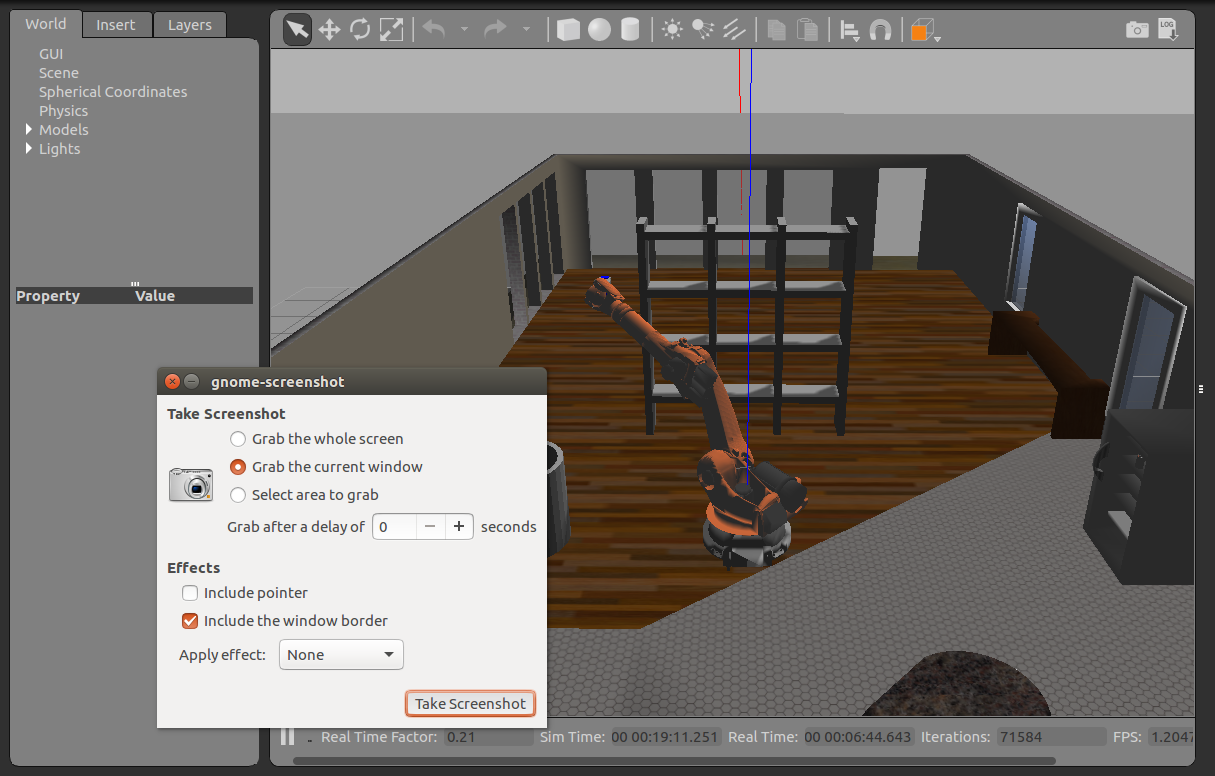 World Insert Layers
GUI
Scene
Spherical Coordinates
Physics
Models
Lights
Property Value
LOG
gnome-screenshot
Take Screenshot
Grab the whole screen
Grab the current window
Select area to grab
Grab after a delay of 0 seconds
Effects
Include pointer
Include the window border
Apply effect: None
Take Screenshot
Real Time Factor: 0.21 Sim Time: 00 00:19:11.251 Real Time: 00 00:06:44.643 Iterations: 71584 FPS: 1.2047